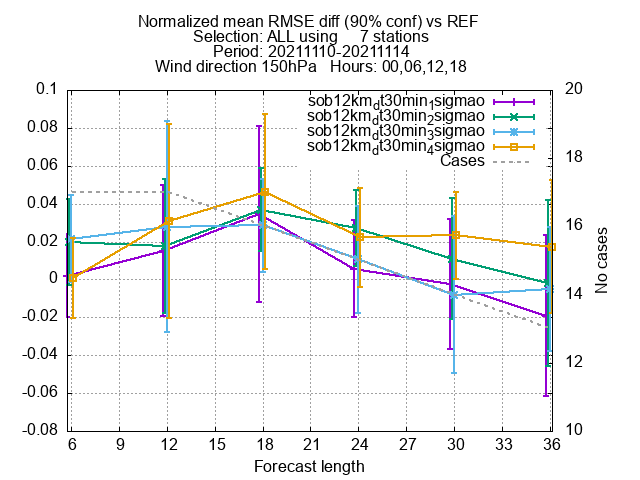 Normalized mean RMSE diff (90% conf) vs REF
Selection: ALL using 7 stations
Period: 20211110-20211114
Wind direction 150hPa Hours: 00,06,12,18
0.1
0.08
0.06
0.04
0.02
0
-0.02
-0.04
-0.06
-0.08
sob12km_dt30min_1sigmao
sob12km_dt30min_2sigmao
sob12km_dt30min_3sigmao
sob12km_dt30min_4sigmao
Cases
20
18
16
14
12
10
No cases
6 9 12 15 18 21 24 27 30 33 36
Forecast length